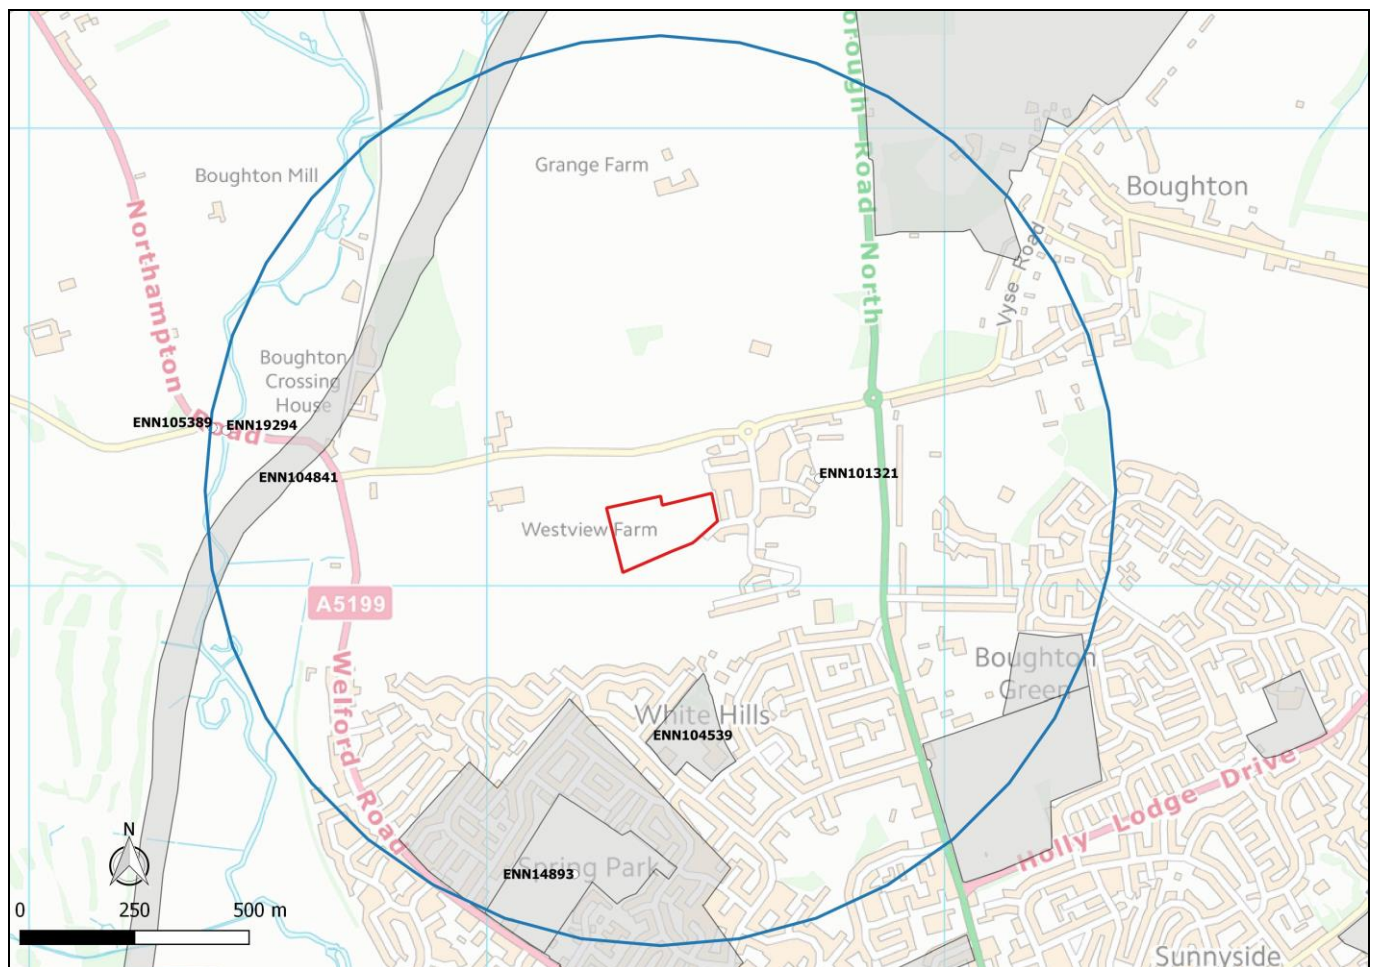 orough Road North
Grange Farm
Boughton Mill
Boughton
Northampton
Road
Vyse Road
Boughton
Crossing
House
ENN105389
ENN19294
ENN104841
ENN101321
Westview Farm
A5199
Welford Road
Boughton
Green
White Hills
ENN104539
Holly Lodge Drive
Spring Park
ENN14893
N
0 250 500 m
Sunnyside